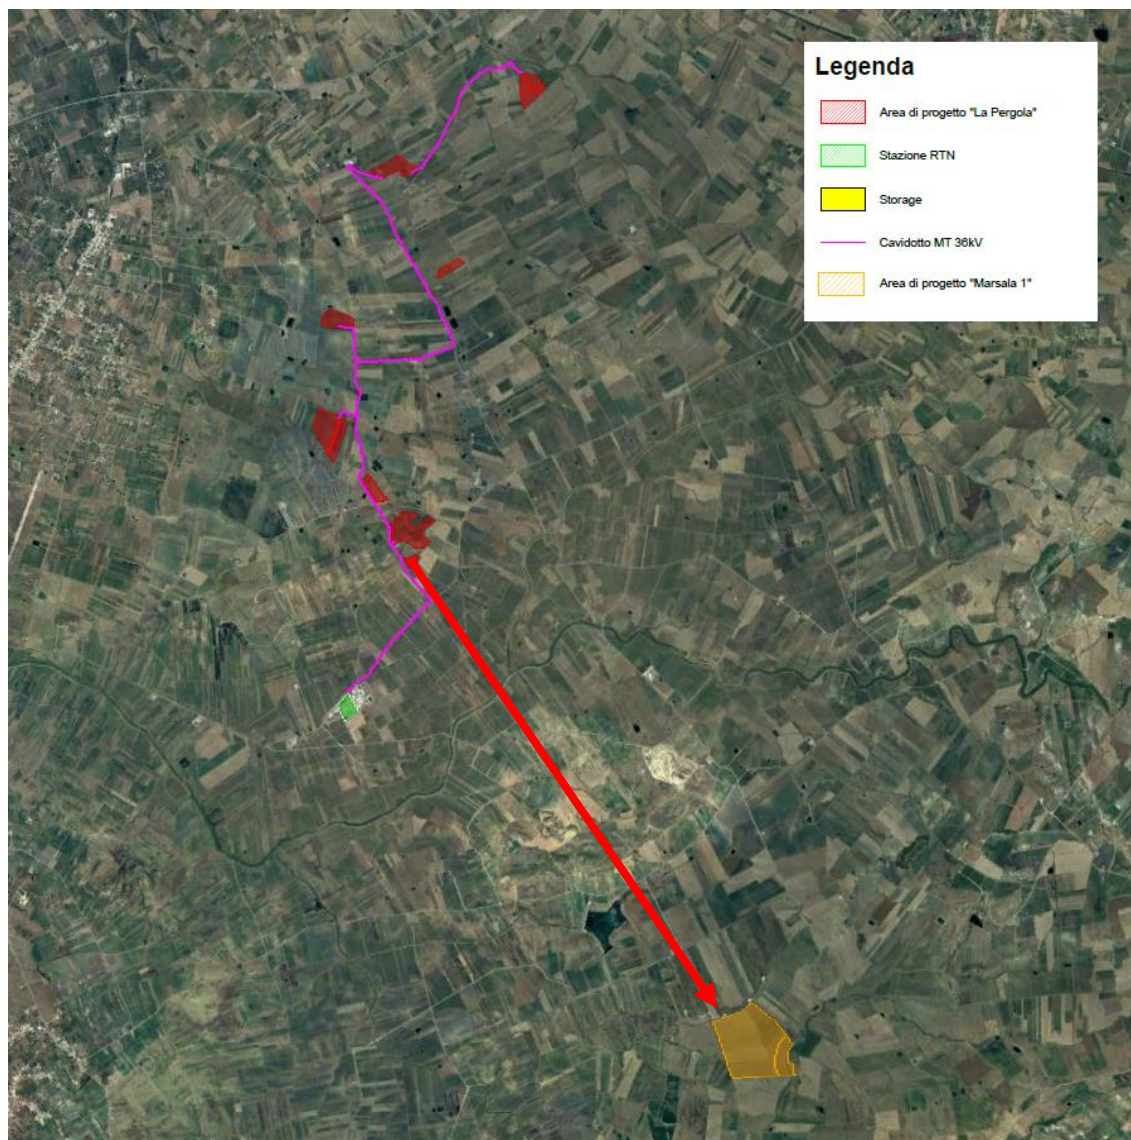 Legenda
Area di progetto "La Pergola"
Stazione RTN
Storage
Cavidotto MT 36kV
Area di progetto "Marsala 1"